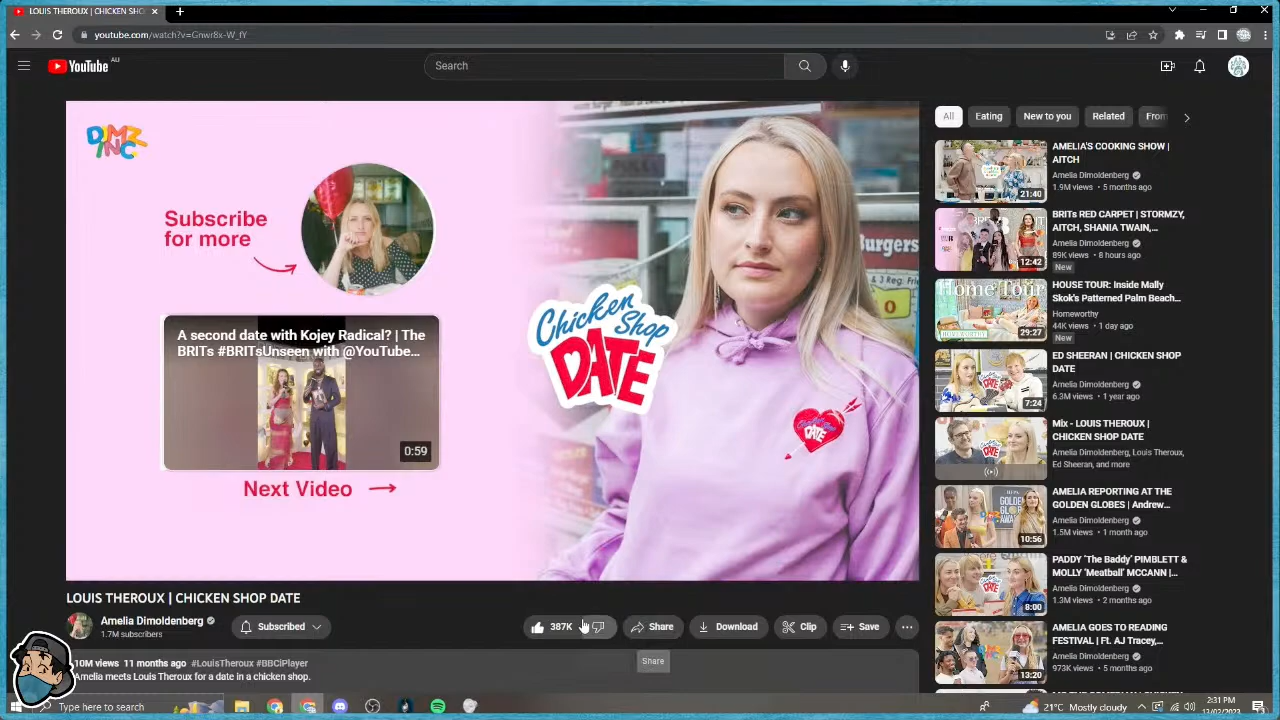 LOUIS THEROUX | CHICKEN SHO
youtube.com/watch?v=Gnwr8x-W_fY
YouTube AU
Search
DIMZ
INC
Subscribe
for more
A second date with Kojey Radical? | The
BRITs #BRITsUnseen with @YouTube...
0:59
Next Video
Chicken
Shop
DATE
Burgers
Chicken Shop
DATE
All
Eating
New to you
Related
From
AMELIA'S COOKING SHOW |
AITCH
Amelia Dimoldenberg
1.9M views • 5 months ago
21:40
BRITs RED CARPET | STORMZY,
AITCH, SHANIA TWAIN,...
Amelia Dimoldenberg
89K views • 8 hours ago
New
12:42
Home Tour
HOUSE TOUR: Inside Mally
Skok's Patterned Palm Beach...
Homeworthy
44K views • 1 day ago
New
29:27
ED SHEERAN | CHICKEN SHOP
DATE
Amelia Dimoldenberg
6.3M views • 1 year ago
7:24
Mix - LOUIS THEROUX |
CHICKEN SHOP DATE
Amelia Dimoldenberg, Louis Theroux,
Ed Sheeran, and more
AMELIA REPORTING AT THE
GOLDEN GLOBES | Andrew...
Amelia Dimoldenberg
1.5M views • 1 month ago
10:56
PADDY 'The Baddy' PIMBLETT &
MOLLY 'Meatball' MCCANN |...
Amelia Dimoldenberg
1.3M views • 2 months ago
8:00
AMELIA GOES TO READING
FESTIVAL | Ft. AJ Tracey,...
Amelia Dimoldenberg
973K views • 5 months ago
13:20
LOUIS THEROUX | CHICKEN SHOP DATE
Amelia Dimoldenberg
1.7M subscribers
Subscribed
387K
Share
Download
Clip
Save
Share
10M views 11 months ago #LouisTheroux #BBCiPlayer
Amelia meets Louis Theroux for a date in a chicken shop.
Type here to search
21°C Mostly cloudy
2:31 PM